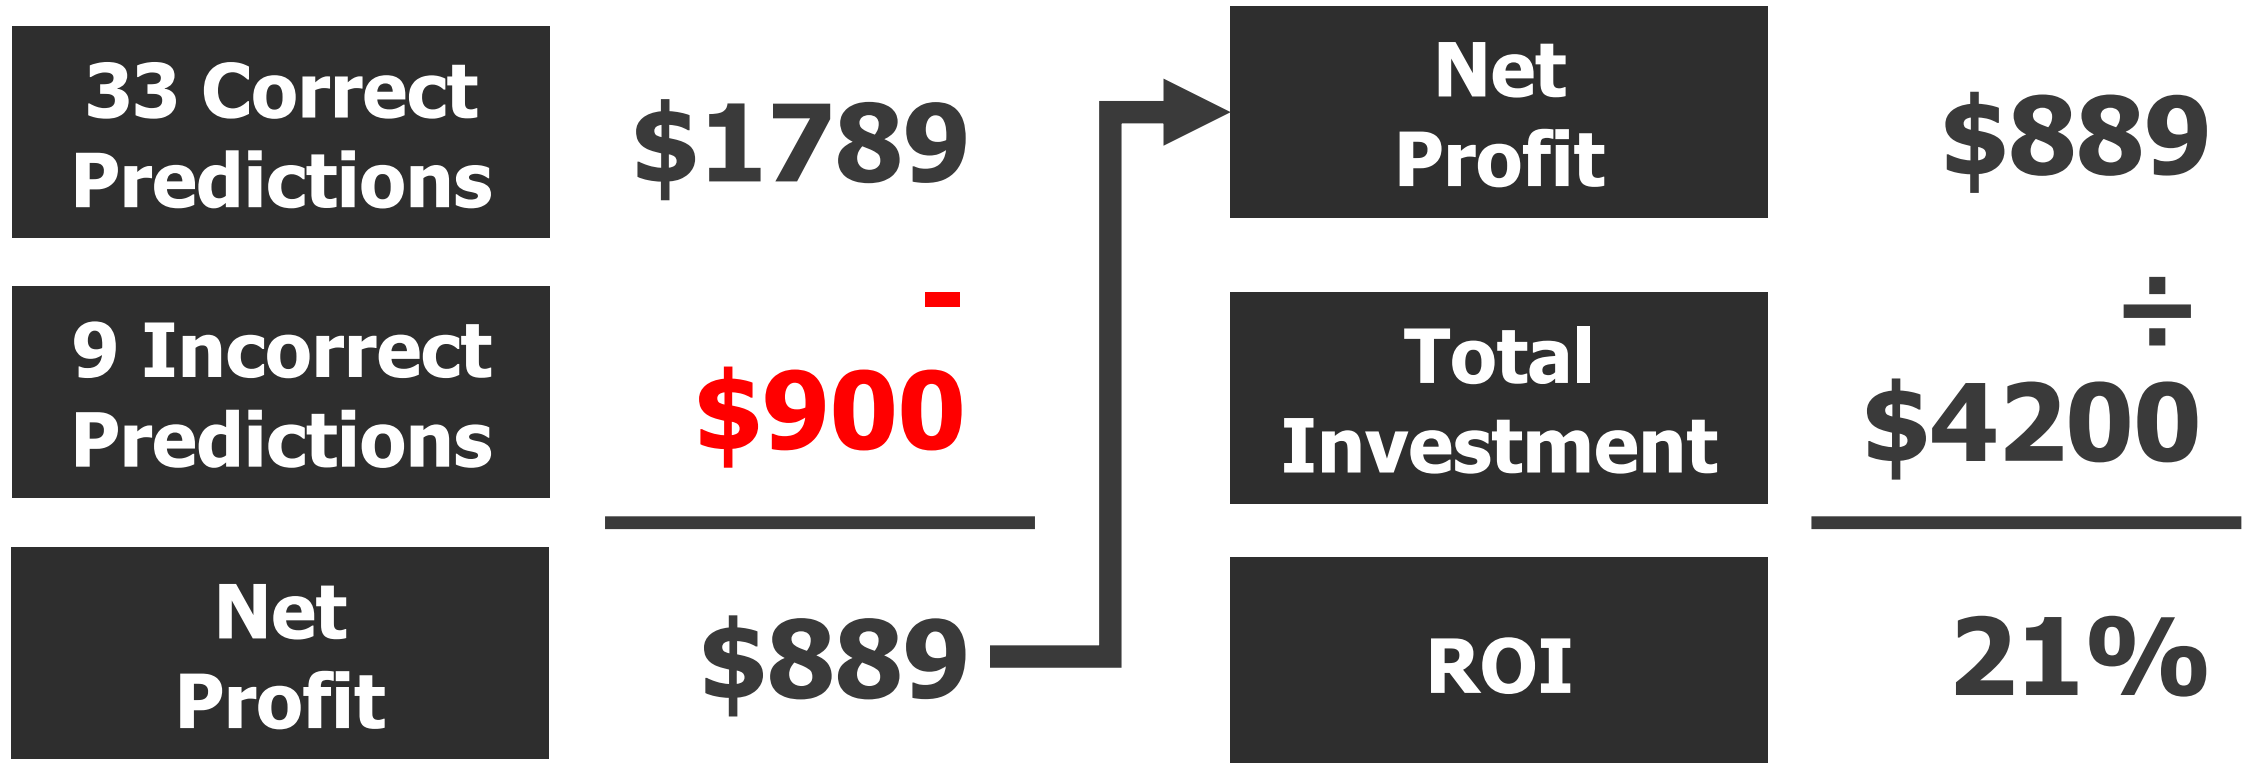 33 Correct
Predictions
$1789
-
9 Incorrect
Predictions
$900
Net
Profit
$889
Net
Profit
$889
÷
Total
Investment
$4200
ROI
21%